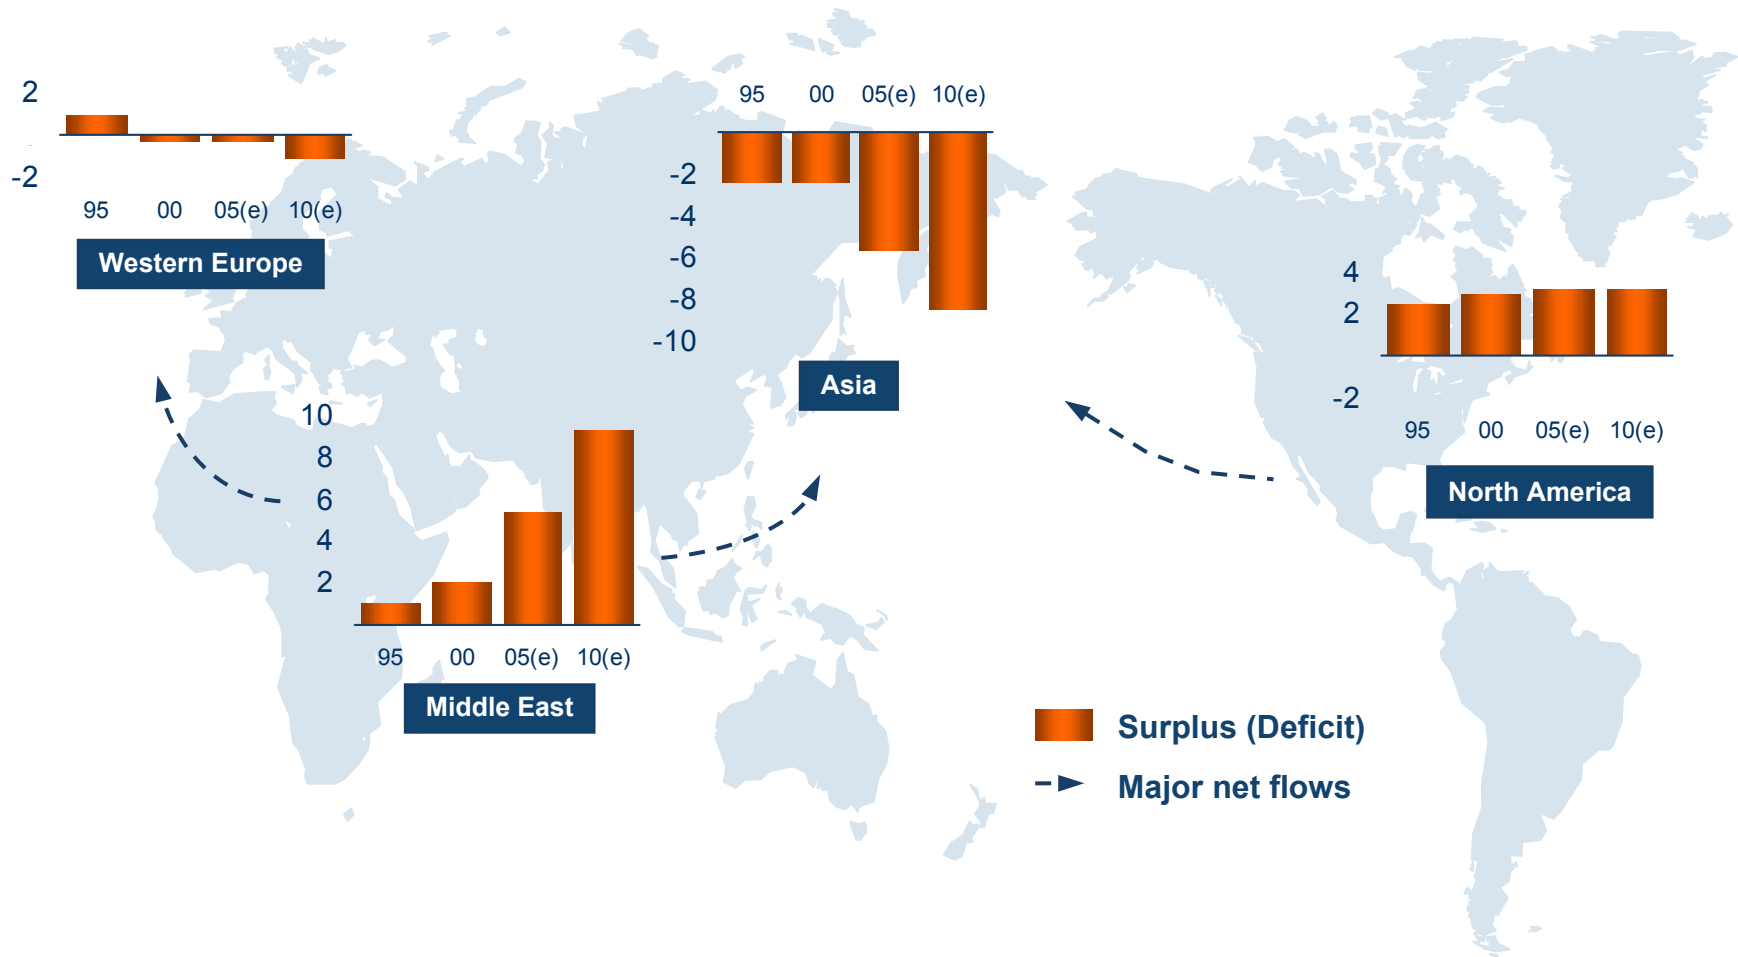 2
-
-2
95 00 05(e) 10(e)
Western Europe
95 00 05(e) 10(e)
-2
-4
-6
-8
-10
Asia
4
2
-2
95 00 05(e) 10(e)
North America
10
8
6
4
2
95 00 05(e) 10(e)
Middle East
Surplus (Deficit)
Major net flows